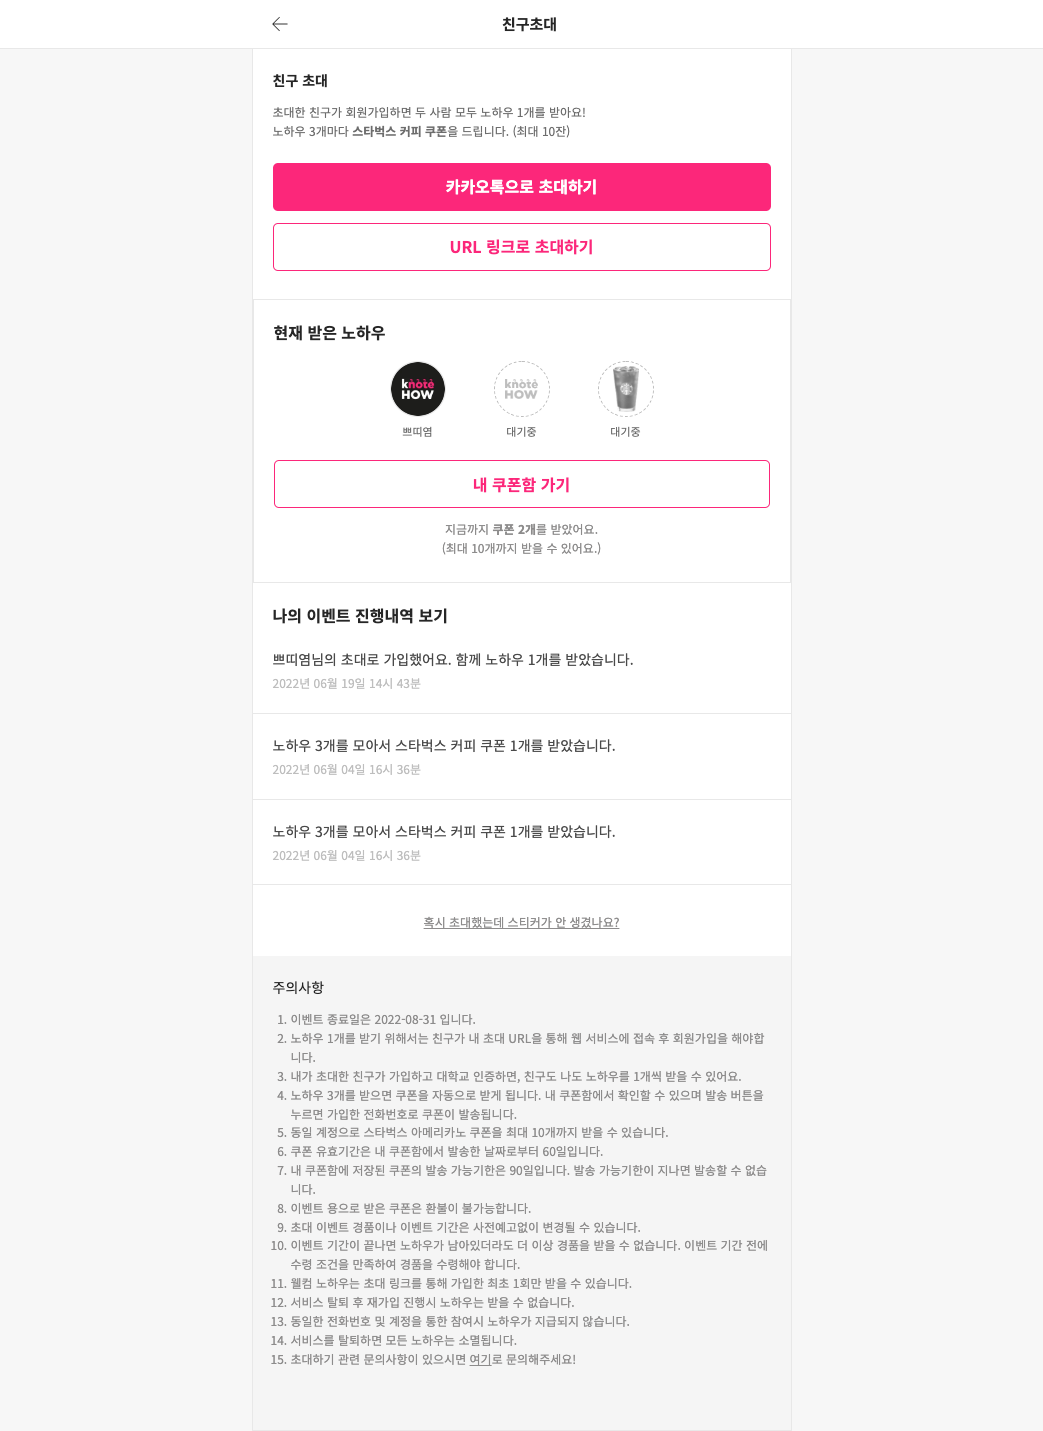 친구초대
친구 초대
초대한 친구가 회원가입하면 두 사람 모두 노하우 1개를 받아요!
노하우 3개마다 스타벅스 커피 쿠폰을 드립니다. (최대 10잔)
카카오톡으로 초대하기
URL 링크로 초대하기
현재 받은 노하우
knote HOW
knote HOW
쁘띠염
대기중
대기중
내 쿠폰함 가기
지금까지 쿠폰 2개를 받았어요.
(최대 10개까지 받을 수 있어요.)
나의 이벤트 진행내역 보기
쁘띠염님의 초대로 가입했어요. 함께 노하우 1개를 받았습니다.
2022년 06월 19일 14시 43분
노하우 3개를 모아서 스타벅스 커피 쿠폰 1개를 받았습니다.
2022년 06월 04일 16시 36분
노하우 3개를 모아서 스타벅스 커피 쿠폰 1개를 받았습니다.
2022년 06월 04일 16시 36분
혹시 초대했는데 스티커가 안 생겼나요?
주의사항
1. 이벤트 종료일은 2022-08-31 입니다.
2. 노하우 1개를 받기 위해서는 친구가 내 초대 URL을 통해 웹 서비스에 접속 후 회원가입을 해야합
니다.
3. 내가 초대한 친구가 가입하고 대학교 인증하면, 친구도 나도 노하우를 1개씩 받을 수 있어요.
4. 노하우 3개를 받으면 쿠폰을 자동으로 받게 됩니다. 내 쿠폰함에서 확인할 수 있으며 발송 버튼을
누르면 가입한 전화번호로 쿠폰이 발송됩니다.
5. 동일 계정으로 스타벅스 아메리카노 쿠폰을 최대 10개까지 받을 수 있습니다.
6. 쿠폰 유효기간은 내 쿠폰함에서 발송한 날짜로부터 60일입니다.
7. 내 쿠폰함에 저장된 쿠폰의 발송 가능기한은 90일입니다. 발송 가능기한이 지나면 발송할 수 없습
니다.
8. 이벤트 용으로 받은 쿠폰은 환불이 불가능합니다.
9. 초대 이벤트 경품이나 이벤트 기간은 사전예고없이 변경될 수 있습니다.
10. 이벤트 기간이 끝나면 노하우가 남아있더라도 더 이상 경품을 받을 수 없습니다. 이벤트 기간 전에
수령 조건을 만족하여 경품을 수령해야 합니다.
11. 웰컴 노하우는 초대 링크를 통해 가입한 최초 1회만 받을 수 있습니다.
12. 서비스 탈퇴 후 재가입 진행시 노하우는 받을 수 없습니다.
13. 동일한 전화번호 및 계정을 통한 참여시 노하우가 지급되지 않습니다.
14. 서비스를 탈퇴하면 모든 노하우는 소멸됩니다.
15. 초대하기 관련 문의사항이 있으시면 여기로 문의해주세요!